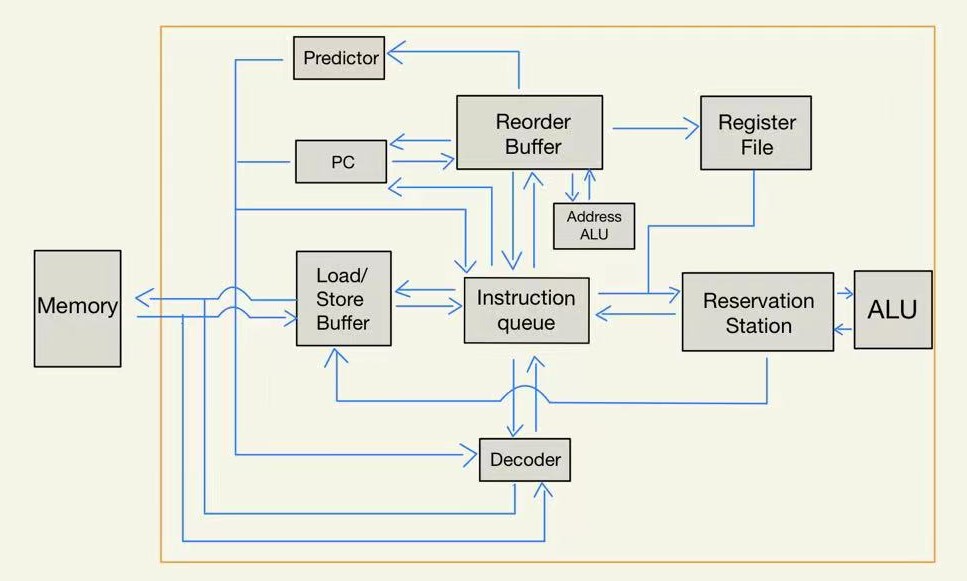 Predictor
Reorder
Buffer
Register
File
PC
Address
ALU
Memory
Load/
Store
Buffer
Instruction
queue
Reservation
Station
ALU
Decoder